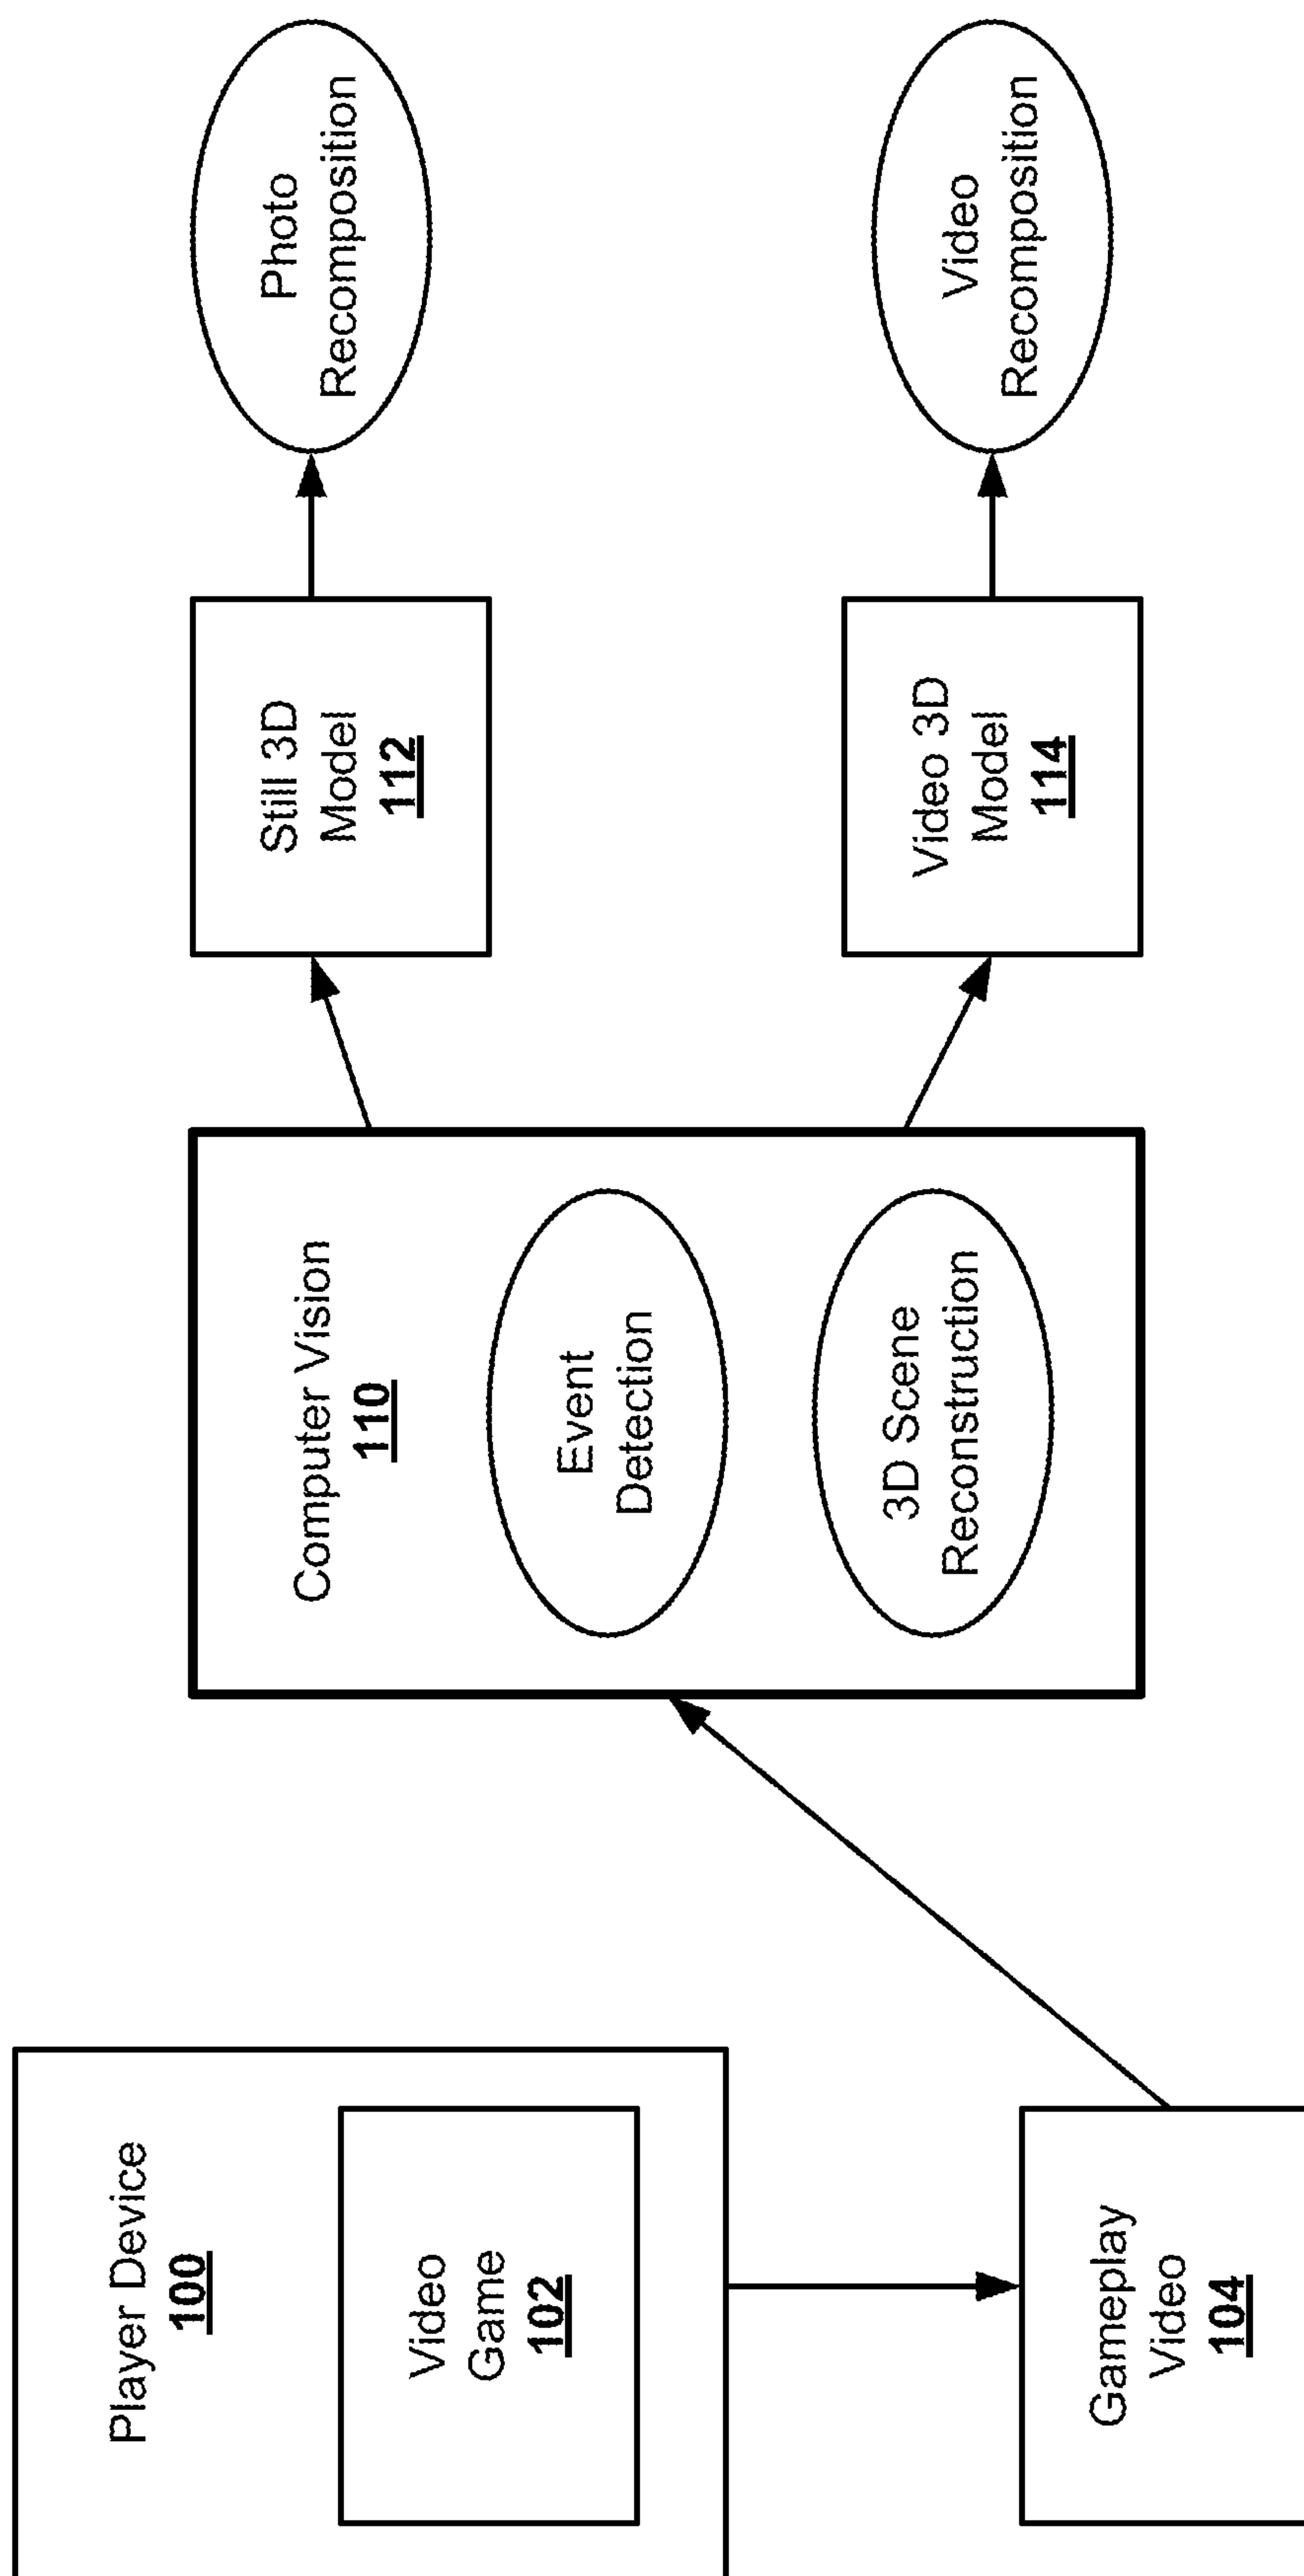 Player Device
100
Video
Game
102
Gameplay
Video
104
Computer Vision
110
Event
Detection
3D Scene
Reconstruction
Still 3D
Model
112
Video 3D
Model
114
Photo
Recomposition
Video
Recomposition